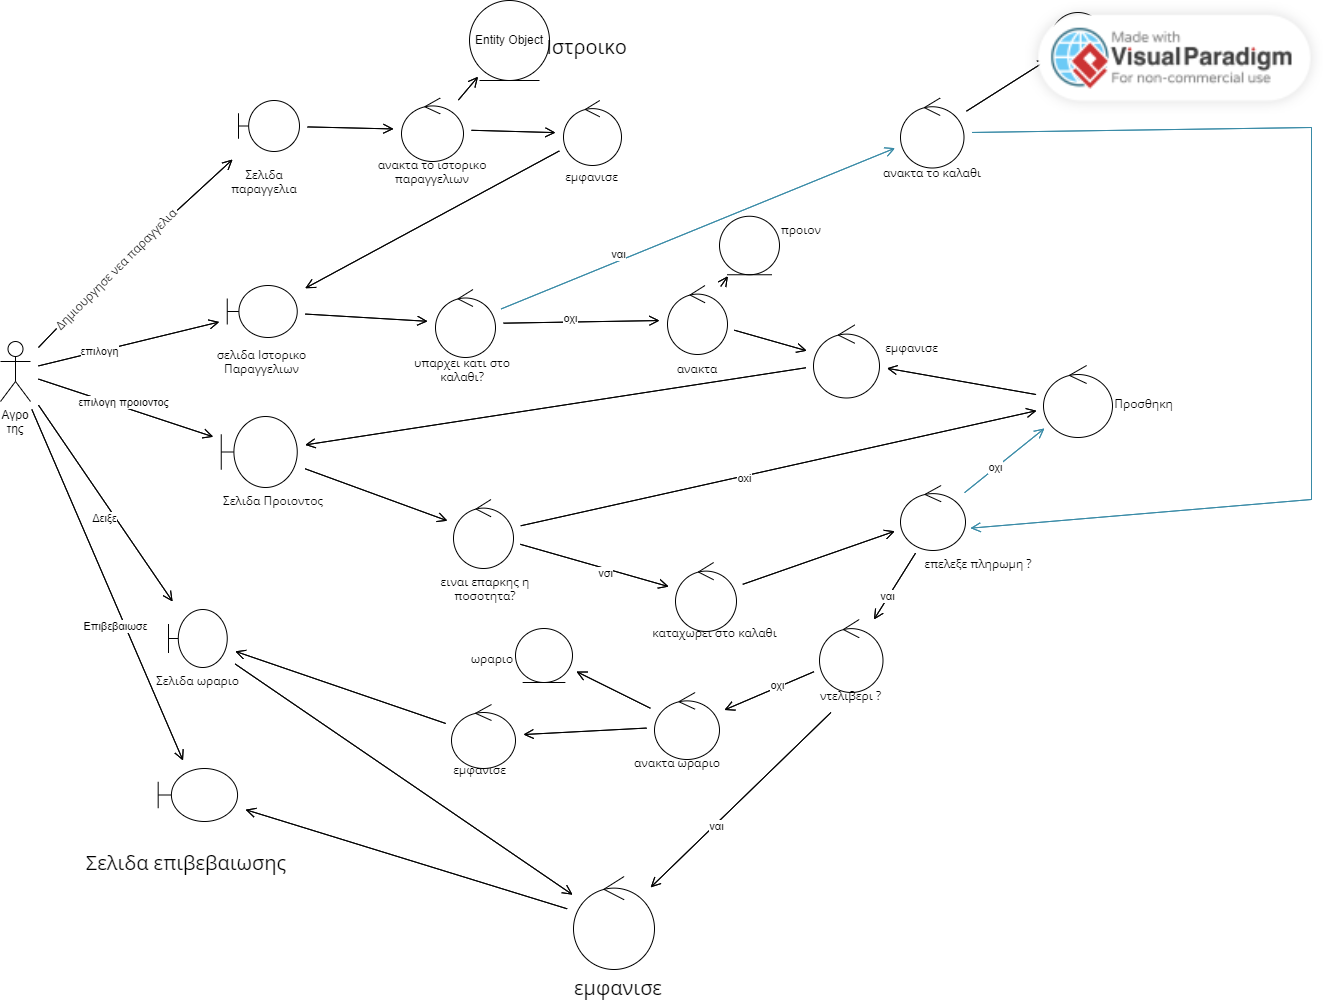 Entity Object
Ιστροικο
Made with
Visual Paradigm
For non-commercial use
Σελιδα
παραγγελια
ανακτα το ιστορικο
παραγγελιων
εμφανισε
ανακτα το καλαθι
Δημιουργησε νεα παραγγελια
προιον
ναι
σελιδα Ιστορικο
Παραγγελιων
υπαρχει κατι στο
καλαθι?
οχι
ανακτα
εμφανισε
επιλογη
επιλογη προιοντος
Αγρο
της
Προσθηκη
Σελιδα Προιοντος
οχι
οχι
Δειξε
ειναι επαρκης η
ποσοτητα?
νσι
επελεξε πληρωμη ?
ναι
Επιβεβαιωσε
καταχωρει στο καλαθι
ωραριο
Σελιδα ωραριο
οχι
ντελιβερι ?
εμφανισε
ανακτα ωραριο
ναι
Σελιδα επιβεβαιωσης
εμφανισε